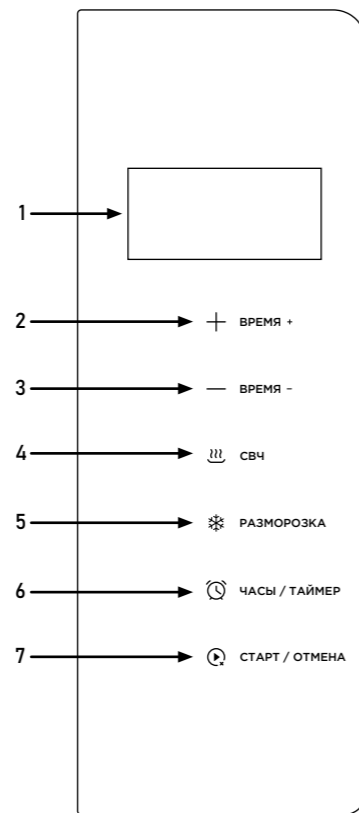 1
2 ВРЕМЯ +
3 ВРЕМЯ -
4 СВЧ
5 РАЗМОРОЗКА
6 ЧАСЫ / ТАЙМЕР
7 СТАРТ / ОТМЕНА